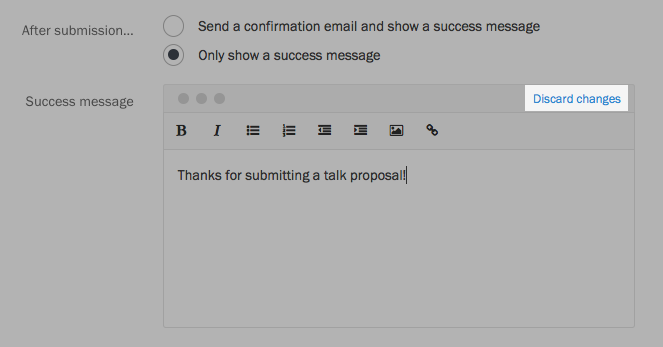 After submission...
Send a confirmation email and show a success message
Only show a success message
Success message
Discard changes
B I
Thanks for submitting a talk proposal!